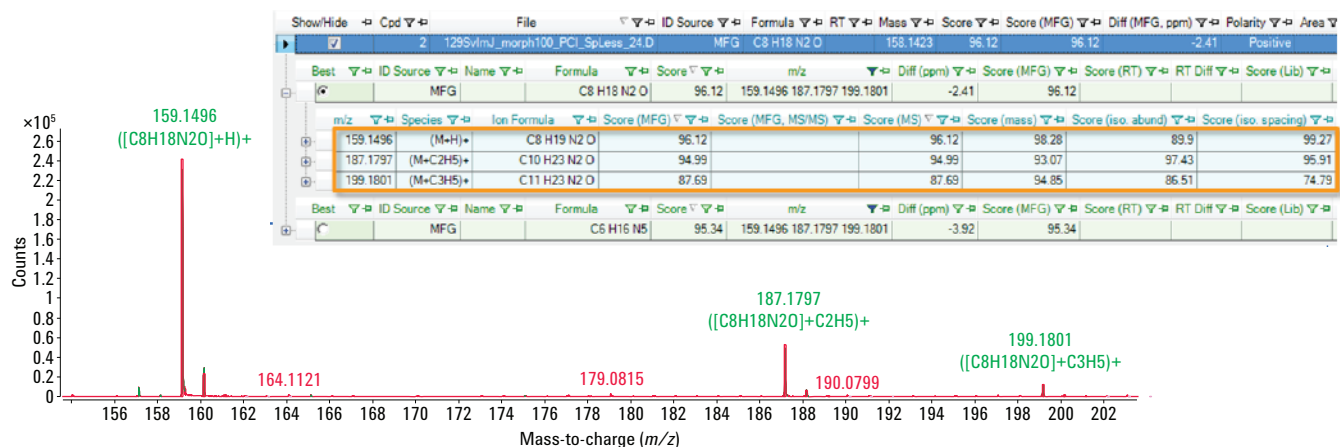 Show/Hide Cpd File ID Source Formula RT Mass Score Score (MFG) Diff (MFG, ppm) Polarity Area
2 129SvlmJ_morph100_PCI_SpLess_24.D MFG C8 H18 N2 O 158.1423 96.12 96.12 -2.41 Positive
Best ID Source Name Formula Score m/z Diff (ppm) Score (MFG) Score (RT) RT Diff Score (Lib)
MFG C8 H18 N2 O 96.12 159.1496 187.1797 199.1801 -2.41 96.12
m/z Species Ion Formula Score (MFG) Score (MFG, MS/MS) Score (MS) Score (mass) Score (iso. abund) Score (iso. spacing)
159.1496 (M+H)+ C8 H19 N2 O 96.12 96.12 98.28 89.9 99.27
187.1797 (M+C2H5)+ C10 H23 N2 O 94.99 94.99 93.07 97.43 95.91
199.1801 (M+C3H5)+ C11 H23 N2 O 87.69 87.69 94.85 86.51 74.79
Best ID Source Name Formula Score m/z Diff (ppm) Score (MFG) Score (RT) RT Diff Score (Lib)
MFG C6 H16 N5 95.34 159.1496 187.1797 199.1801 -3.92 95.34
159.1496
([C8H18N2O]+H)+
×10⁵
2.6
2.4
2.2
2.0
1.8
1.6
1.4
1.2
1.0
0.8
0.6
0.4
0.2
0
Counts
187.1797
([C8H18N2O]+C2H5)+
199.1801
([C8H18N2O]+C3H5)+
164.1121
179.0815
190.0799
156 158 160 162 164 166 168 170 172 174 176 178 180 182 184 186 188 190 192 194 196 198 200 202
Mass-to-charge (m/z)